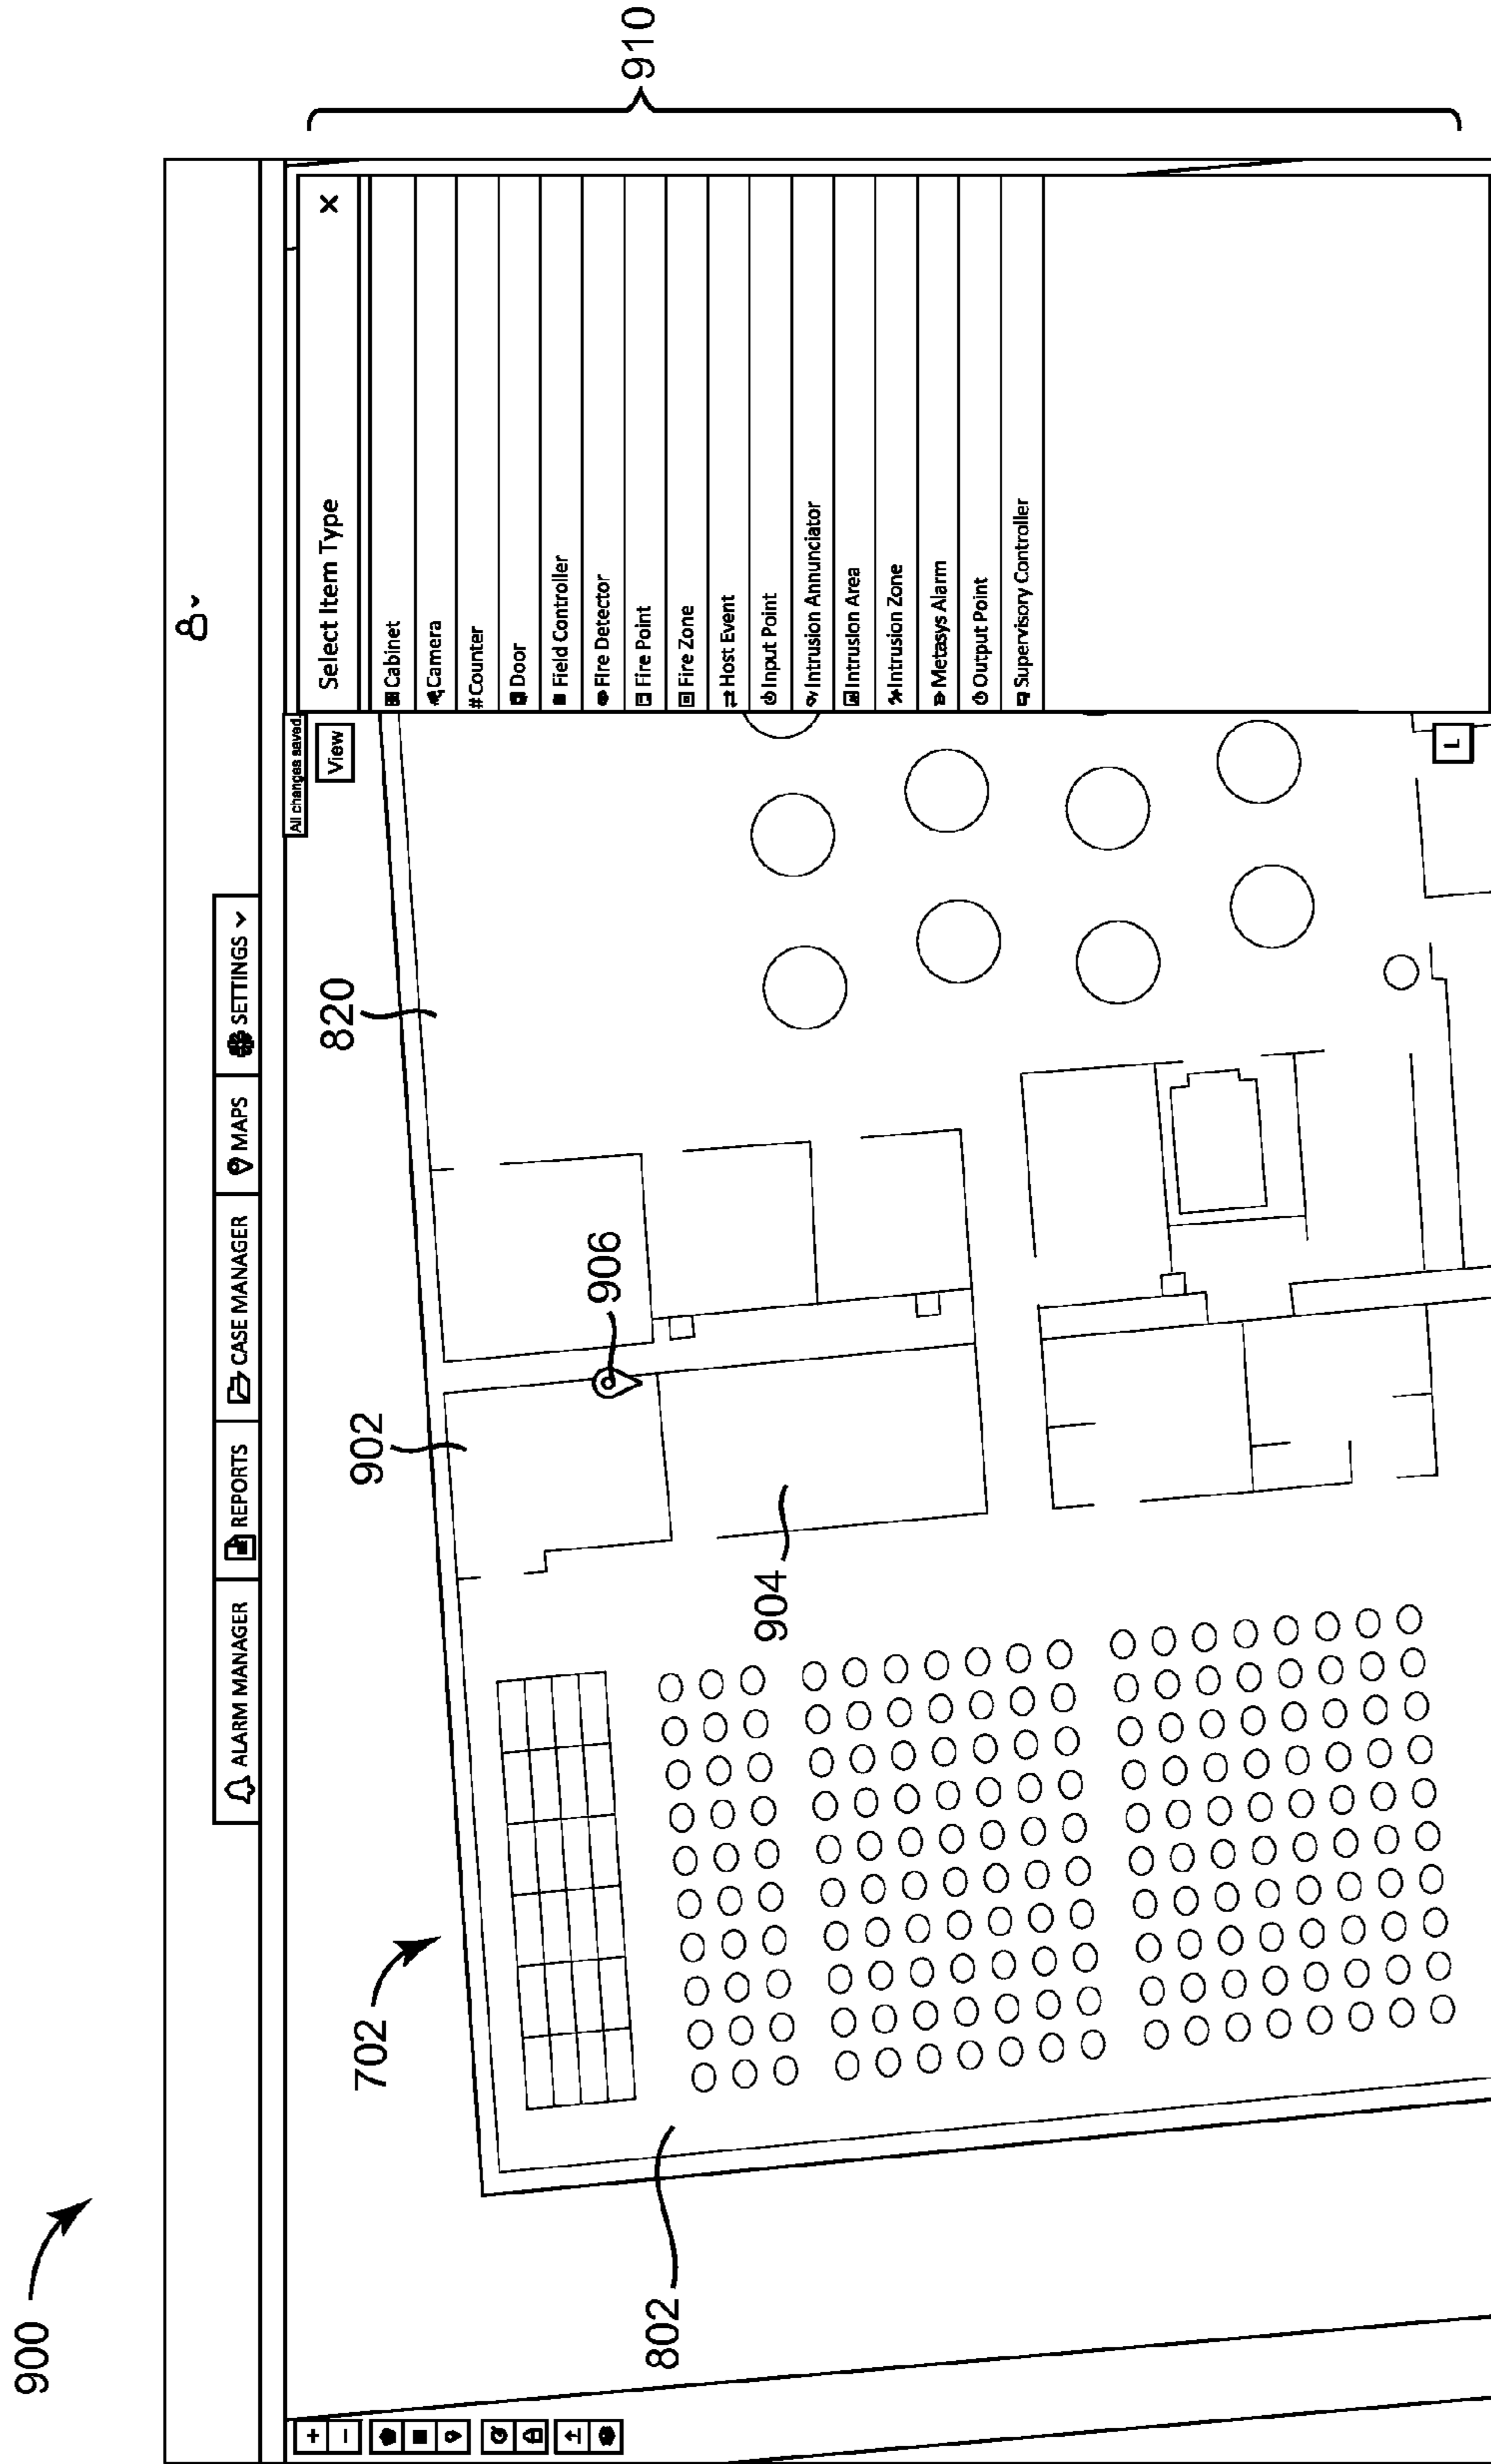 900
ALARM MANAGER
REPORTS
CASE MANAGER
MAPS
SETTINGS
+
−
All changes saved.
View
Select Item Type X
Cabinet
Camera
#Counter
Door
Field Controller
Fire Detector
Fire Point
Fire Zone
Host Event
Input Point
Intrusion Annunciator
Intrusion Area
Intrusion Zone
Metasys Alarm
Output Point
Supervisory Controller
910
702
902
820
906
904
802
L